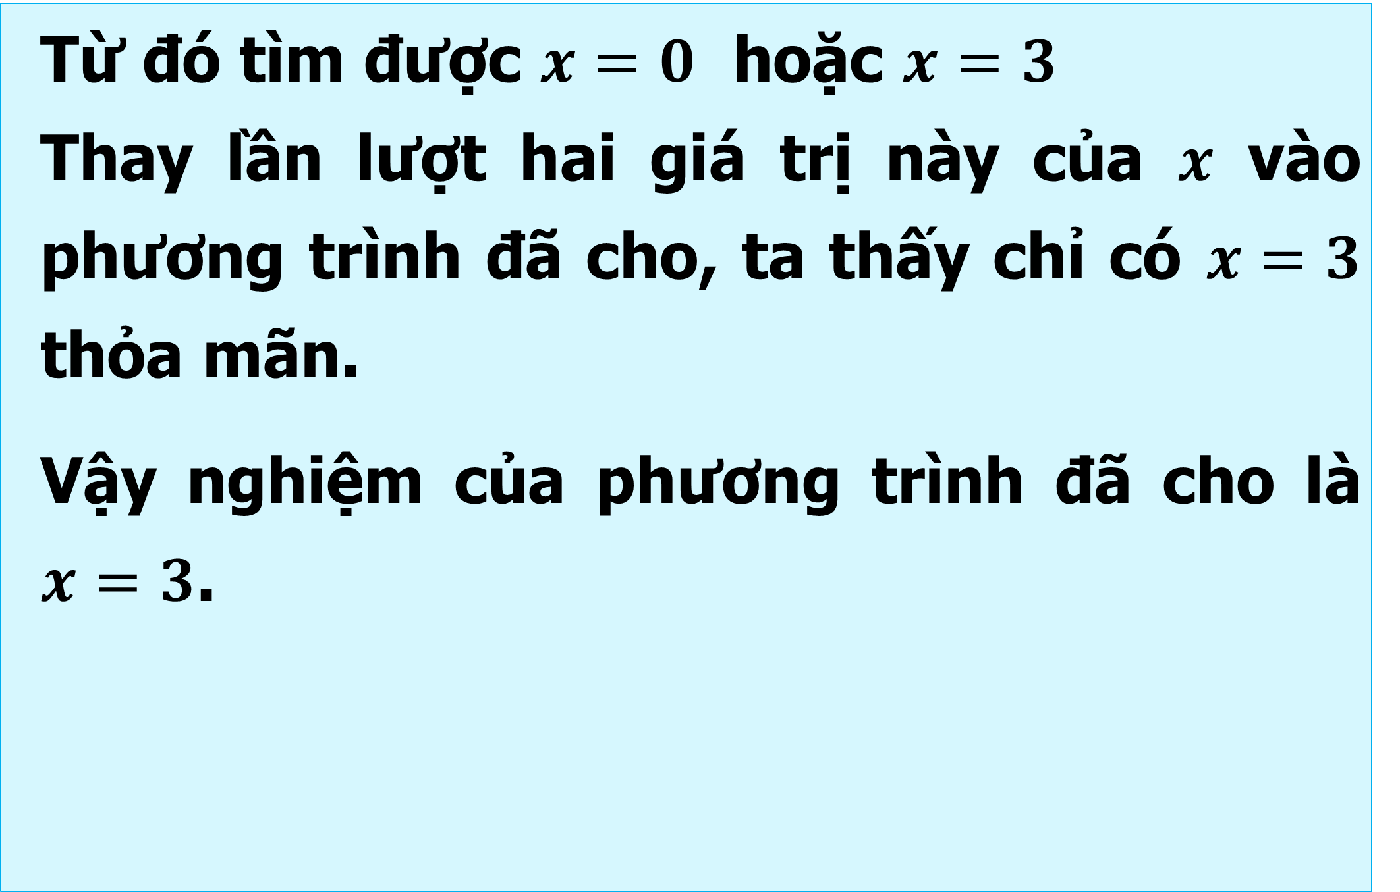 Từ đó tìm được x = 0 hoặc x = 3
Thay lần lượt hai giá trị này của x vào
phương trình đã cho, ta thấy chỉ có x = 3
thỏa mãn.
Vậy nghiệm của phương trình đã cho là
x = 3.